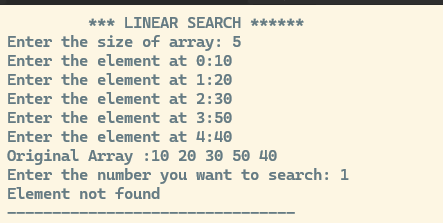 *** LINEAR SEARCH ******
Enter the size of array: 5
Enter the element at 0:10
Enter the element at 1:20
Enter the element at 2:30
Enter the element at 3:50
Enter the element at 4:40
Original Array :10 20 30 50 40
Enter the number you want to search: 1
Element not found
--------------------------------